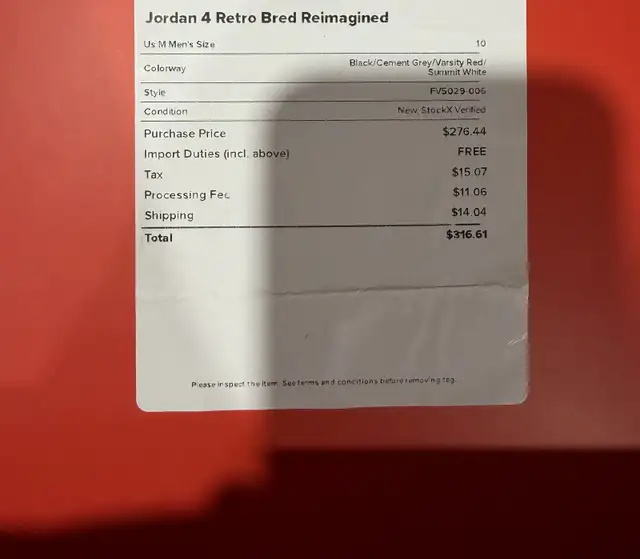 Jordan 4 Retro Bred Reimagined
Us M Men's Size 10
Colorway Black/Cement Grey/Varsity Red/
Summit White
Style FV5029-006
Condition New StockX Verified
Purchase Price $276.44
Import Duties (incl. above) FREE
Tax $15.07
Processing Fee $11.06
Shipping $14.04
Total $316.61
Please inspect the item. See terms and conditions before removing tag.